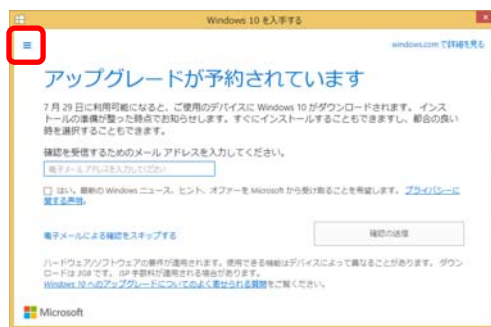 Windows 10 を入手する
windows.com で詳細を見る
アップグレードが予約されています
7 月 29 日に利用可能になると、ご使用のデバイスに Windows 10 がダウンロードされます。 インス
トールの準備が整った時点でお知らせします。すぐにインストールすることもできますし、都合の良い
時を選択することもできます。
確認を受信するためのメール アドレスを入力してください。
電子メール アドレスを入力してください
はい。最新の Windows ニュース、ヒント、オファーを Microsoft から受け取ることを希望します。 プライバシーに
関する声明。
電子メールによる確認をスキップする
確認の送信
ハードウェア/ソフトウェアの要件が適用されます。使用できる機能はデバイスによって異なることがあります。 ダウン
ロードは 3GB です。 ISP 手数料が適用される場合があります。
Windows 10 へのアップグレードについてのよく寄せられる質問をご覧ください。
Microsoft